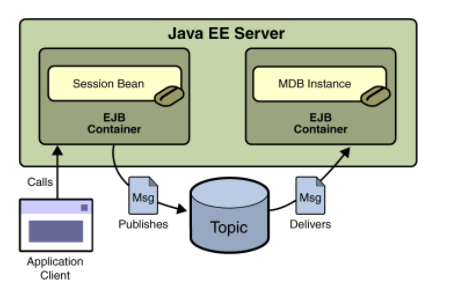 Java EE Server
Session Bean
MDB Instance
EJB
Container
EJB
Container
Calls
Msg
Publishes
Topic
Msg
Delivers
Application
Client